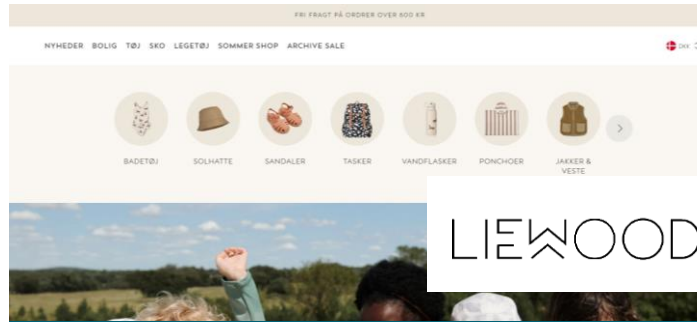 FRI FRAGT PÅ ORDRER OVER 600 KR
NYHEDER BOLIG TØJ SKO LEGETØJ SOMMER SHOP ARCHIVE SALE
DKK
BADETØJ SOLHATTE SANDALER TASKER VANDFLASKER PONCHOER JAKKER &
VESTE
LIEWOOD